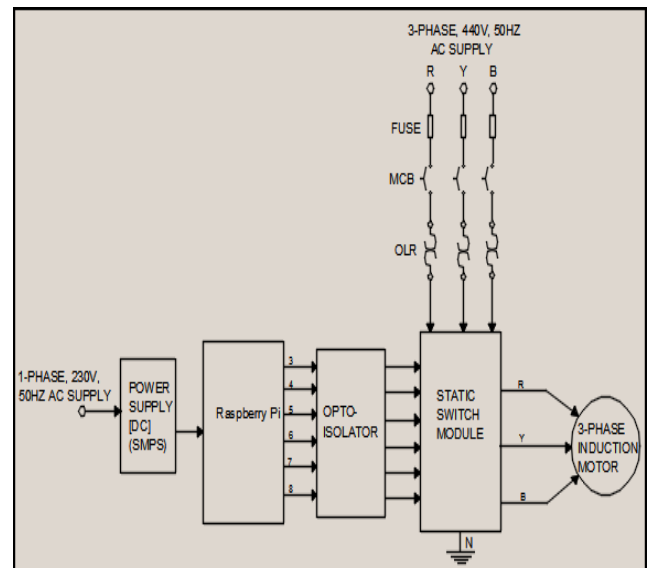 3-PHASE, 440V, 50HZ
AC SUPPLY
R Y B
FUSE
MCB
OLR
1-PHASE, 230V,
50HZ AC SUPPLY
POWER
SUPPLY
[DC]
(SMPS)
Raspberry Pi
3
4
5
6
7
8
OPTO-
ISOLATOR
STATIC
SWITCH
MODULE
R
Y
B
3-PHASE
INDUCTION
MOTOR
N